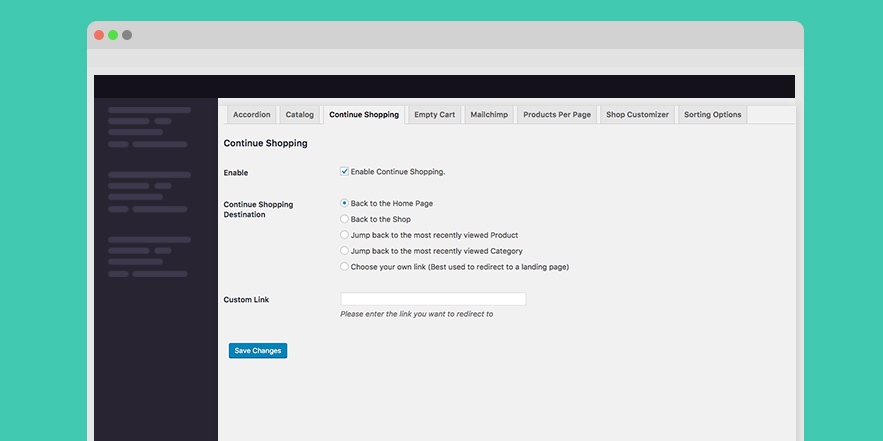 Accordion Catalog Continue Shopping Empty Cart Mailchimp Products Per Page Shop Customizer Sorting Options
Continue Shopping
Enable Enable Continue Shopping.
Continue Shopping
Destination
Back to the Home Page
Back to the Shop
Jump back to the most recently viewed Product
Jump back to the most recently viewed Category
Choose your own link (Best used to redirect to a landing page)
Custom Link
Please enter the link you want to redirect to
Save Changes